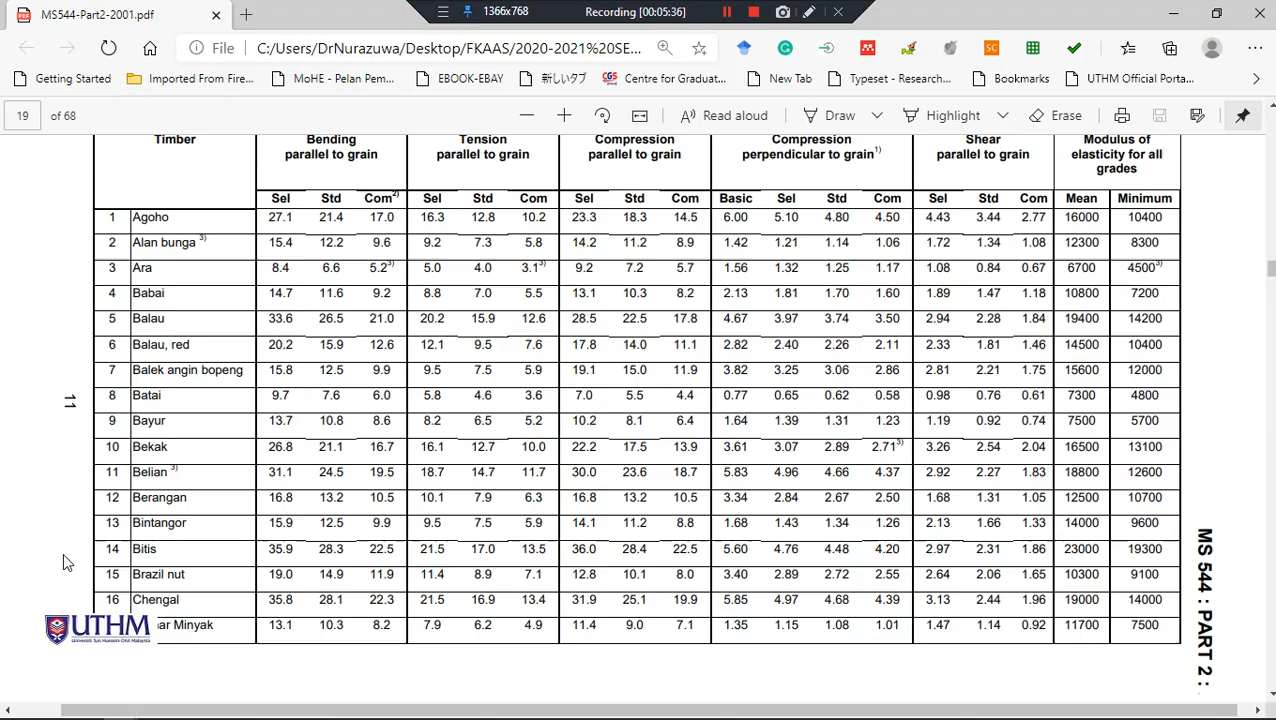 MS544-Part2-2001.pdf
1366x768
Recording [00:05:36]
File
C:/Users/DrNurazuwa/Desktop/FKAAS/2020-2021%20SE...
Getting Started
Imported From Fire...
MoHE - Pelan Pem...
EBOOK-EBAY
新しいタブ
CGS
Centre for Graduat...
New Tab
Typeset - Research...
Bookmarks
UTHM Official Porta...
19 of 68
Read aloud
Draw
Highlight
Erase
Timber
Bending parallel to grain
Tension parallel to grain
Compression parallel to grain
Compression perpendicular to grain1)
Shear parallel to grain
Modulus of elasticity for all grades
Sel Std Com2) Sel Std Com Sel Std Com Basic Sel Std Com Sel Std Com Mean Minimum
1 Agoho 27.1 21.4 17.0 16.3 12.8 10.2 23.3 18.3 14.5 6.00 5.10 4.80 4.50 4.43 3.44 2.77 16000 10400
2 Alan bunga 3) 15.4 12.2 9.6 9.2 7.3 5.8 14.2 11.2 8.9 1.42 1.21 1.14 1.06 1.72 1.34 1.08 12300 8300
3 Ara 8.4 6.6 5.23) 5.0 4.0 3.13) 9.2 7.2 5.7 1.56 1.32 1.25 1.17 1.08 0.84 0.67 6700 45003)
4 Babai 14.7 11.6 9.2 8.8 7.0 5.5 13.1 10.3 8.2 2.13 1.81 1.70 1.60 1.89 1.47 1.18 10800 7200
5 Balau 33.6 26.5 21.0 20.2 15.9 12.6 28.5 22.5 17.8 4.67 3.97 3.74 3.50 2.94 2.28 1.84 19400 14200
6 Balau, red 20.2 15.9 12.6 12.1 9.5 7.6 17.8 14.0 11.1 2.82 2.40 2.26 2.11 2.33 1.81 1.46 14500 10400
7 Balek angin bopeng 15.8 12.5 9.9 9.5 7.5 5.9 19.1 15.0 11.9 3.82 3.25 3.06 2.86 2.81 2.21 1.75 15600 12000
8 Batai 9.7 7.6 6.0 5.8 4.6 3.6 7.0 5.5 4.4 0.77 0.65 0.62 0.58 0.98 0.76 0.61 7300 4800
9 Bayur 13.7 10.8 8.6 8.2 6.5 5.2 10.2 8.1 6.4 1.64 1.39 1.31 1.23 1.19 0.92 0.74 7500 5700
10 Bekak 26.8 21.1 16.7 16.1 12.7 10.0 22.2 17.5 13.9 3.61 3.07 2.89 2.713) 3.26 2.54 2.04 16500 13100
11 Belian 3) 31.1 24.5 19.5 18.7 14.7 11.7 30.0 23.6 18.7 5.83 4.96 4.66 4.37 2.92 2.27 1.83 18800 12600
12 Berangan 16.8 13.2 10.5 10.1 7.9 6.3 16.8 13.2 10.5 3.34 2.84 2.67 2.50 1.68 1.31 1.05 12500 10700
13 Bintangor 15.9 12.5 9.9 9.5 7.5 5.9 14.1 11.2 8.8 1.68 1.43 1.34 1.26 2.13 1.66 1.33 14000 9600
14 Bitis 35.9 28.3 22.5 21.5 17.0 13.5 36.0 28.4 22.5 5.60 4.76 4.48 4.20 2.97 2.31 1.86 23000 19300
15 Brazil nut 19.0 14.9 11.9 11.4 8.9 7.1 12.8 10.1 8.0 3.40 2.89 2.72 2.55 2.64 2.06 1.65 10300 9100
16 Chengal 35.8 28.1 22.3 21.5 16.9 13.4 31.9 25.1 19.9 5.85 4.97 4.68 4.39 3.13 2.44 1.96 19000 14000
ar Minyak 13.1 10.3 8.2 7.9 6.2 4.9 11.4 9.0 7.1 1.35 1.15 1.08 1.01 1.47 1.14 0.92 11700 7500
11
MS 544 : PART 2 :
UTHM